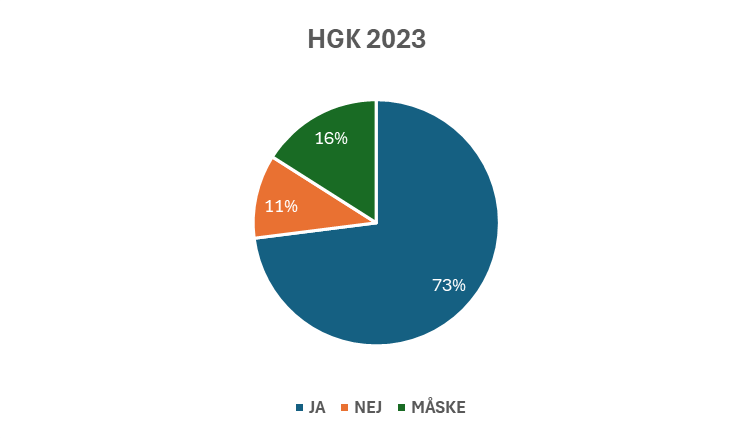 HGK 2023
16%
11%
73%
JA NEJ MÅSKE